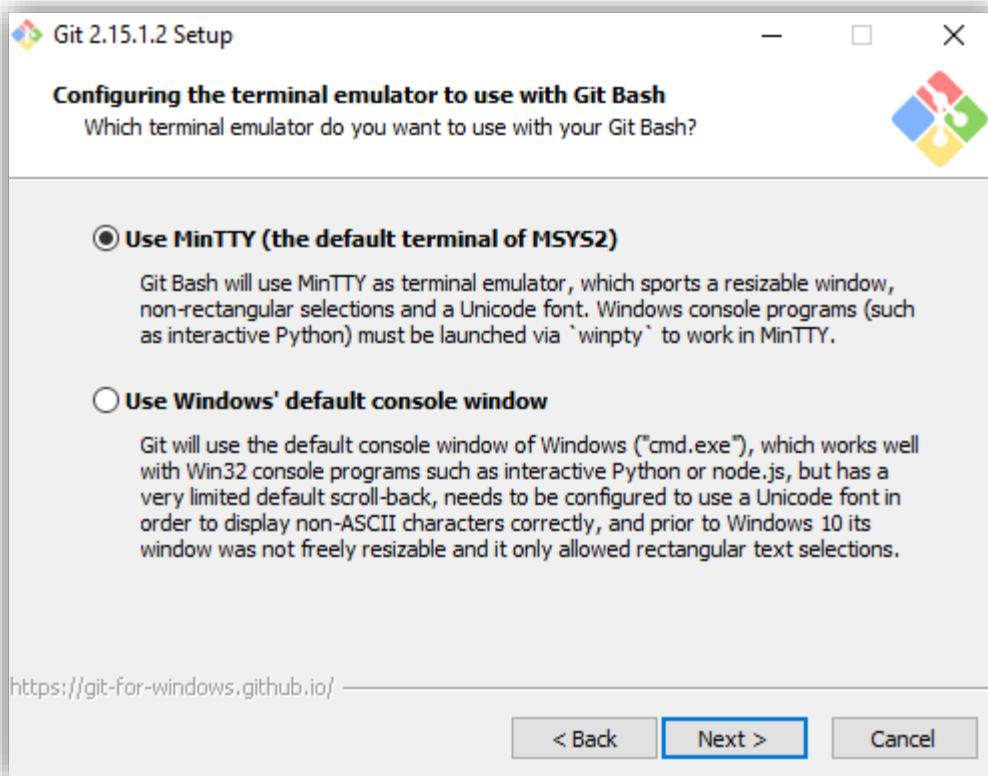 Git 2.15.1.2 Setup
Configuring the terminal emulator to use with Git Bash
Which terminal emulator do you want to use with your Git Bash?
Use MinTTY (the default terminal of MSYS2)
Git Bash will use MinTTY as terminal emulator, which sports a resizable window,
non-rectangular selections and a Unicode font. Windows console programs (such
as interactive Python) must be launched via `winpty` to work in MinTTY.
Use Windows' default console window
Git will use the default console window of Windows ("cmd.exe"), which works well
with Win32 console programs such as interactive Python or node.js, but has a
very limited default scroll-back, needs to be configured to use a Unicode font in
order to display non-ASCII characters correctly, and prior to Windows 10 its
window was not freely resizable and it only allowed rectangular text selections.
https://git-for-windows.github.io/
< Back
Next >
Cancel